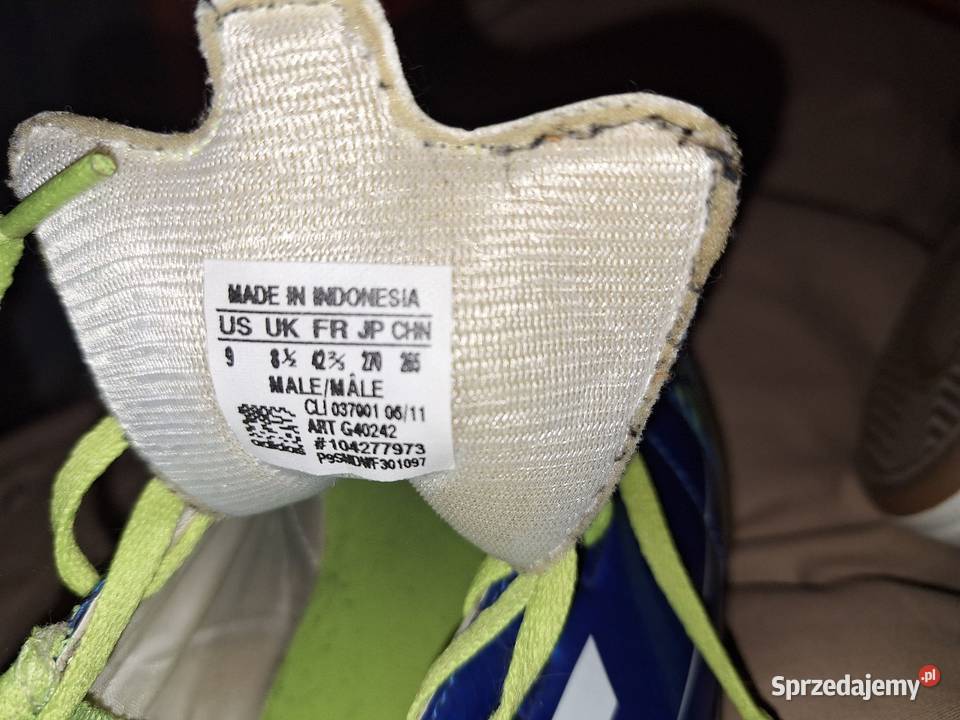 MADE IN INDONESIA
US UK FR JP CHN
9 8½ 42⅔ 270 265
MALE/MÂLE
CLI 037001 06/11
ART G40242
#104277973
Sprzedajemy.pl